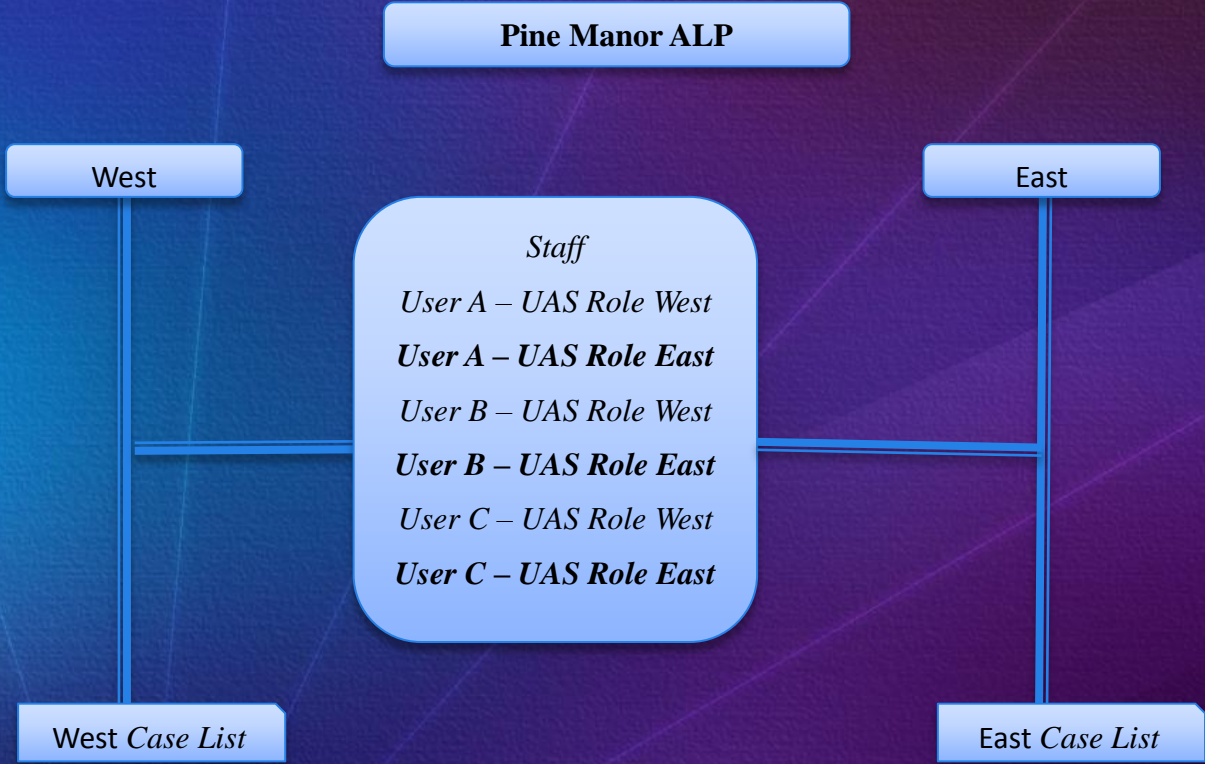 Pine Manor ALP
West
East
Staff
User A – UAS Role West
User A – UAS Role East
User B – UAS Role West
User B – UAS Role East
User C – UAS Role West
User C – UAS Role East
West Case List
East Case List